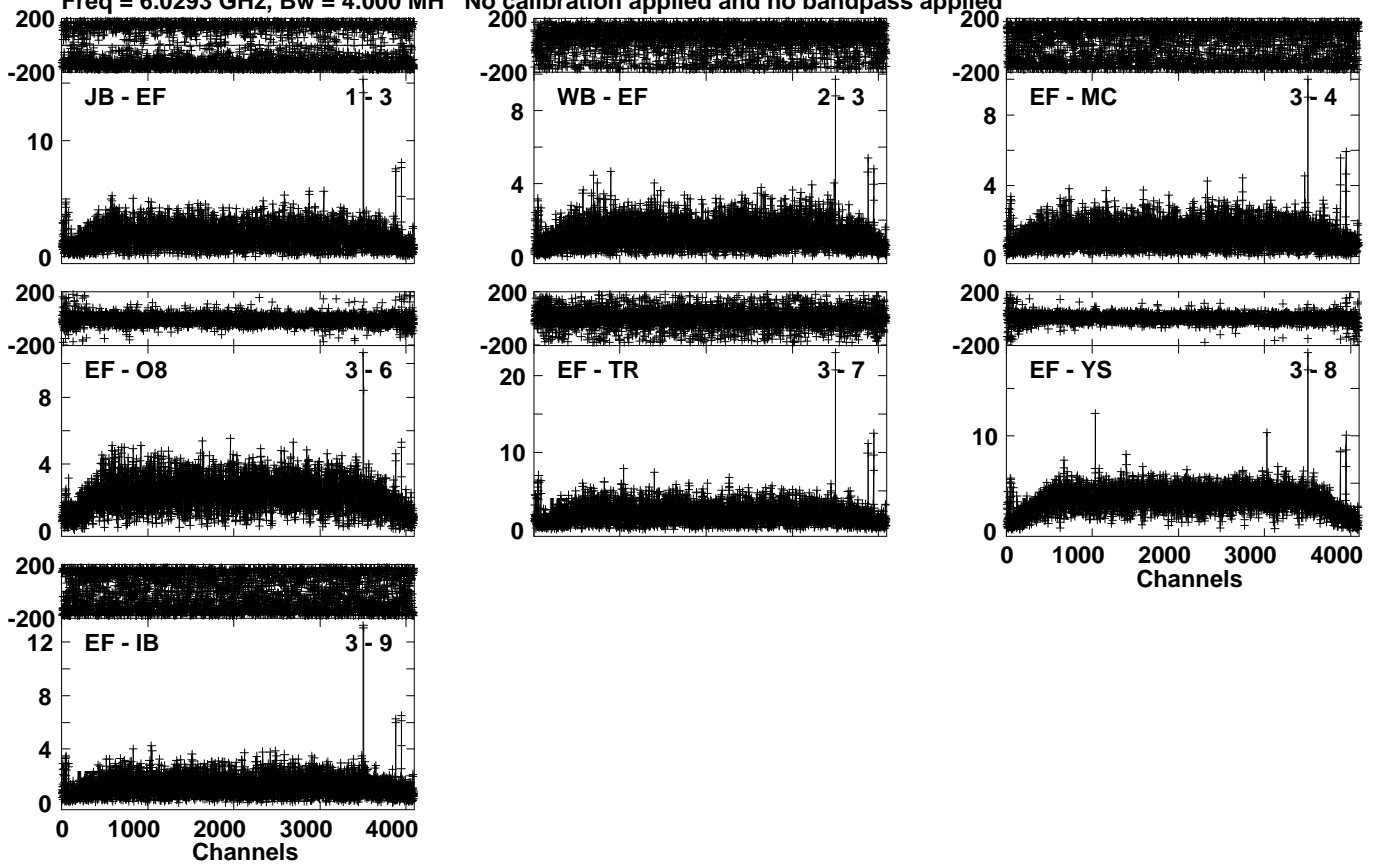 Freq = 6.0293 GHz, Bw = 4.000 MH No calibration applied and no bandpass applied
200 200 200
-200 -200 -200
JB - EF 1 - 3 WB - EF 2 - 3 EF - MC 3 - 4
10 8 8
4 4
0 0 0
200 200 200
-200 -200 -200
EF - O8 3 - 6 EF - TR 3 - 7 EF - YS 3 - 8
8 20
4 10 10
0 0 0
0 1000 2000 3000 4000
Channels
200
-200
EF - IB 3 - 9
12
8
4
0
0 1000 2000 3000 4000
Channels